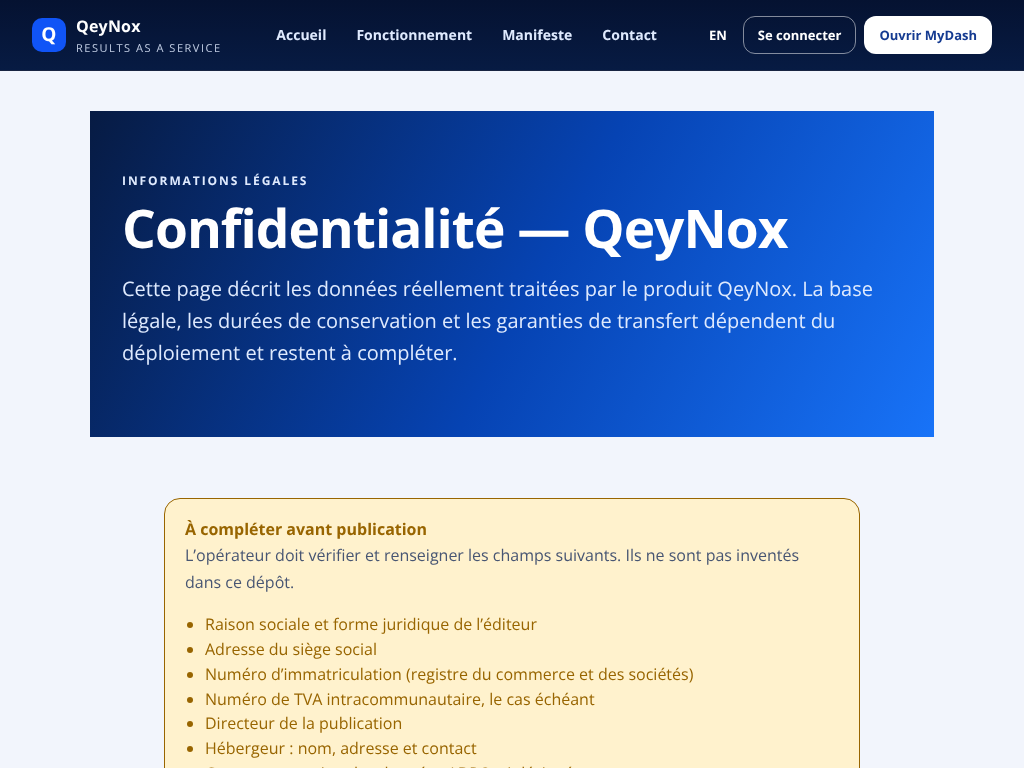 Q
QeyNox
RESULTS AS A SERVICE
Accueil
Fonctionnement
Manifeste
Contact
EN
Se connecter
Ouvrir MyDash
INFORMATIONS LÉGALES
Confidentialité — QeyNox
Cette page décrit les données réellement traitées par le produit QeyNox. La base
légale, les durées de conservation et les garanties de transfert dépendent du
déploiement et restent à compléter.
À compléter avant publication
L’opérateur doit vérifier et renseigner les champs suivants. Ils ne sont pas inventés
dans ce dépôt.
Raison sociale et forme juridique de l’éditeur
Adresse du siège social
Numéro d’immatriculation (registre du commerce et des sociétés)
Numéro de TVA intracommunautaire, le cas échéant
Directeur de la publication
Hébergeur : nom, adresse et contact